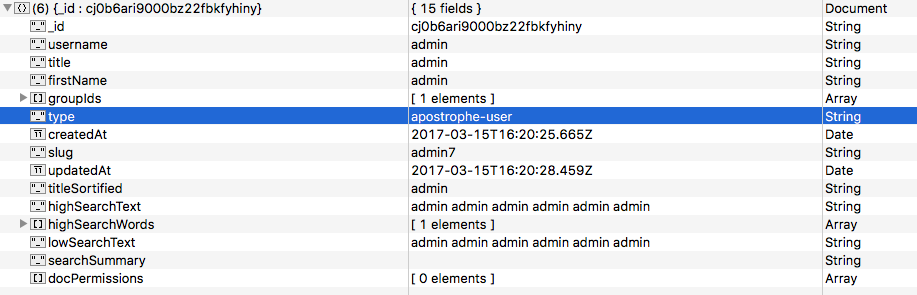 (6) {_id : cj0b6ari9000bz22fbkfyhiny} { 15 fields } Document
_id cj0b6ari9000bz22fbkfyhiny String
username admin String
title admin String
firstName admin String
groupIds [ 1 elements ] Array
type apostrophe-user String
createdAt 2017-03-15T16:20:25.665Z Date
slug admin7 String
updatedAt 2017-03-15T16:20:28.459Z Date
titleSortified admin String
highSearchText admin admin admin admin admin admin String
highSearchWords [ 1 elements ] Array
lowSearchText admin admin admin admin admin admin String
searchSummary String
docPermissions [ 0 elements ] Array